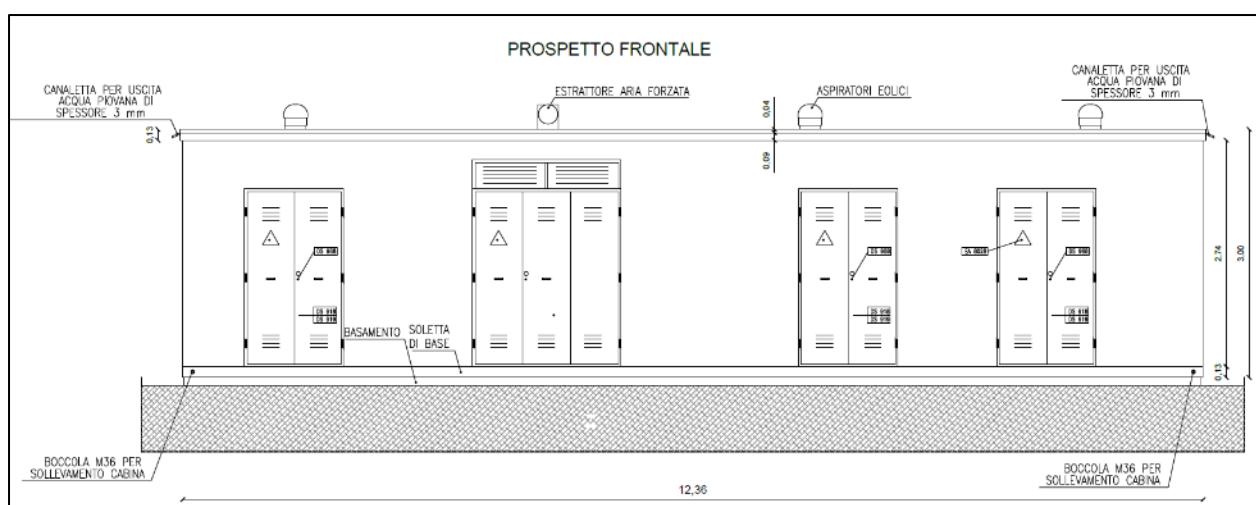 PROSPETTO FRONTALE
CANALETTA PER USCITA
ACQUA PIOVANA DI
SPESSORE 3 mm
ESTRATTORE ARIA FORZATA
ASPIRATORI EOLICI
CANALETTA PER USCITA
ACQUA PIOVANA DI
SPESSORE 3 mm
0,13
0,04
0,09
2,74
3,00
0,13
BASAMENTO
SOLETTA
DI BASE
BOCCOLA M36 PER
SOLLEVAMENTO CABINA
BOCCOLA M36 PER
SOLLEVAMENTO CABINA
12,36